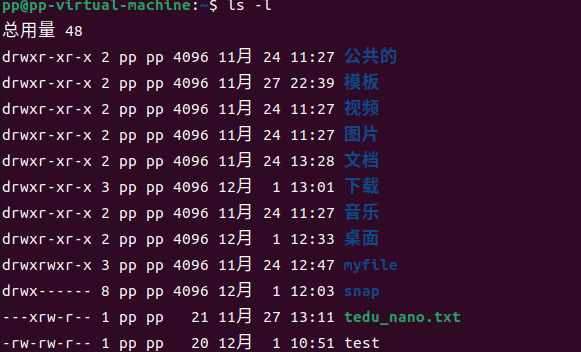 pp@pp-virtual-machine:~$ ls -l
总用量 48
drwxr-xr-x 2 pp pp 4096 11月 24 11:27 公共的
drwxr-xr-x 2 pp pp 4096 11月 27 22:39 模板
drwxr-xr-x 2 pp pp 4096 11月 24 11:27 视频
drwxr-xr-x 2 pp pp 4096 11月 24 11:27 图片
drwxr-xr-x 2 pp pp 4096 11月 24 13:28 文档
drwxr-xr-x 3 pp pp 4096 12月  1 13:01 下载
drwxr-xr-x 2 pp pp 4096 11月 24 11:27 音乐
drwxr-xr-x 2 pp pp 4096 12月  1 12:33 桌面
drwxrwxr-x 3 pp pp 4096 11月 24 12:47 myfile
drwx------ 8 pp pp 4096 12月  1 12:03 snap
---xrw-r-- 1 pp pp   21 11月 27 13:11 tedu_nano.txt
-rw-rw-r-- 1 pp pp   20 12月  1 10:51 test